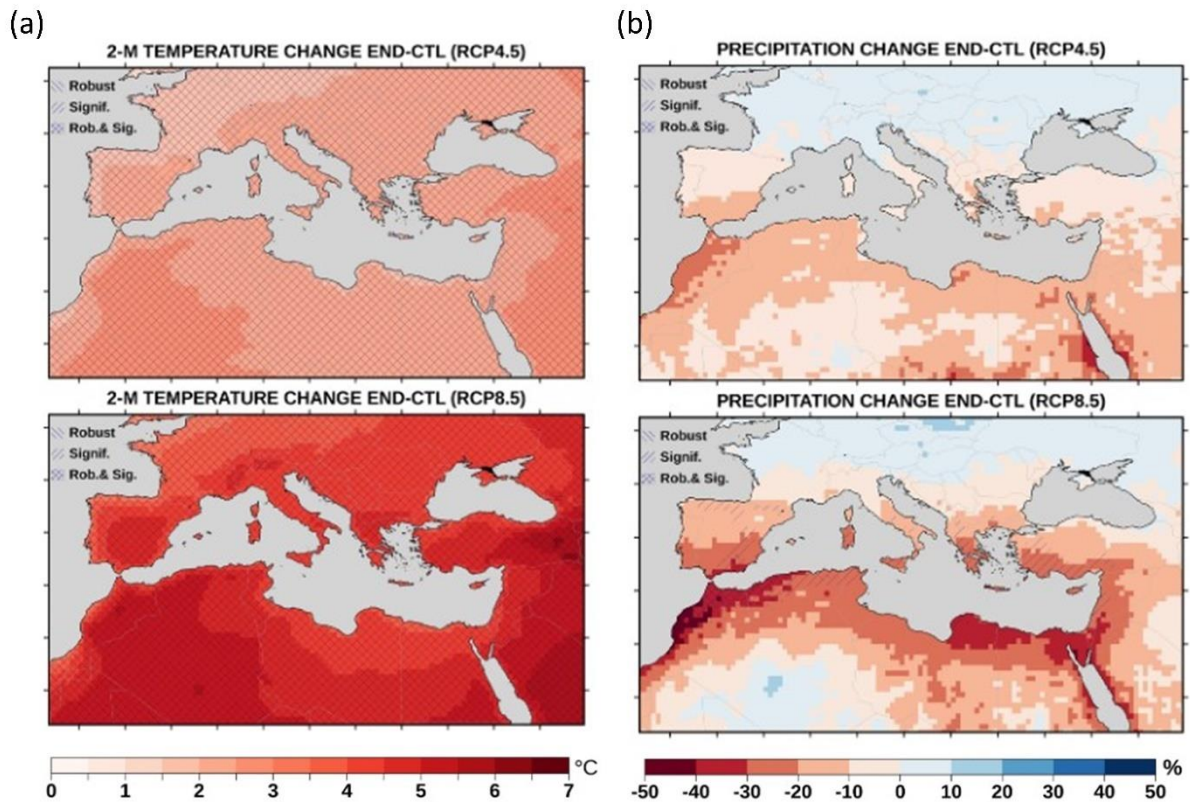 (a)
2-M TEMPERATURE CHANGE END-CTL (RCP4.5)
Robust
Signif.
Rob.& Sig.
2-M TEMPERATURE CHANGE END-CTL (RCP8.5)
Robust
Signif.
Rob.& Sig.
0 1 2 3 4 5 6 7 °C
(b)
PRECIPITATION CHANGE END-CTL (RCP4.5)
Robust
Signif.
Rob.& Sig.
PRECIPITATION CHANGE END-CTL (RCP8.5)
Robust
Signif.
Rob.& Sig.
-50 -40 -30 -20 -10 0 10 20 30 40 50 %